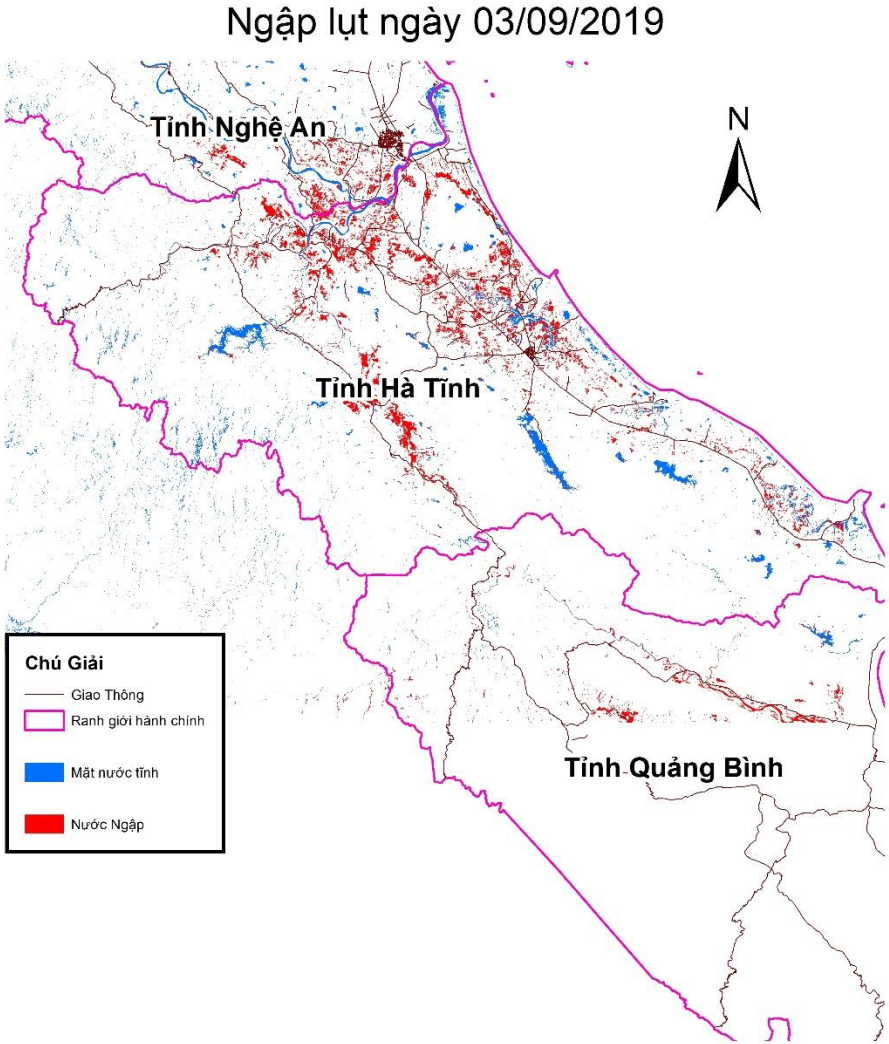 Ngập lụt ngày 03/09/2019
N
Tỉnh Nghệ An
Tỉnh Hà Tĩnh
Chú Giải
Giao Thông
Ranh giới hành chính
Mặt nước tĩnh
Nước Ngập
Tỉnh Quảng Bình